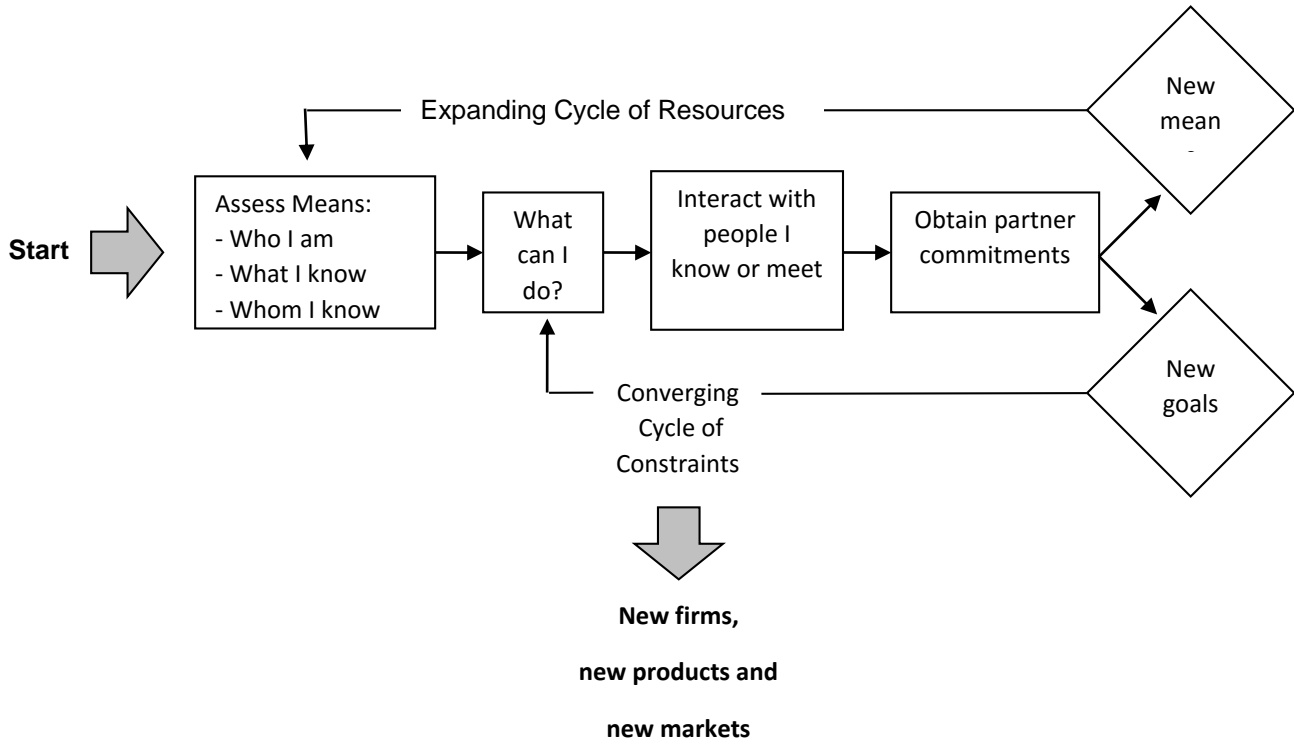 Expanding Cycle of Resources
New
mean
Start
Assess Means:
- Who I am
- What I know
- Whom I know
What
can I
do?
Interact with
people I
know or meet
Obtain partner
commitments
New
goals
Converging
Cycle of
Constraints
New firms,
new products and
new markets